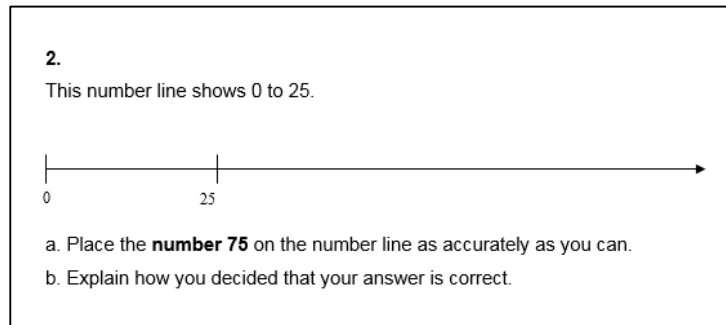 2.
This number line shows 0 to 25.
0 25
a. Place the number 75 on the number line as accurately as you can.
b. Explain how you decided that your answer is correct.